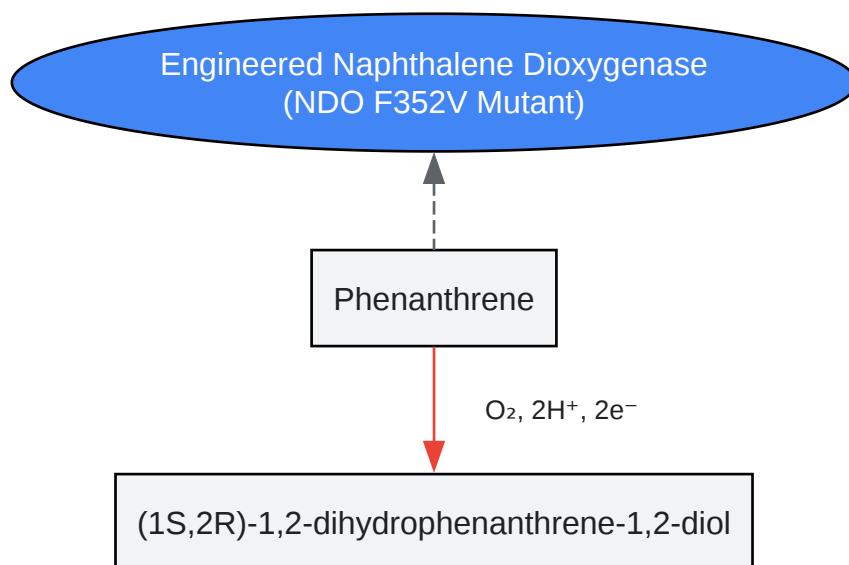 Engineered Naphthalene Dioxygenase
(NDO F352V Mutant)
Phenanthrene
O₂, 2H⁺, 2e⁻
(1S,2R)-1,2-dihydrophenanthrene-1,2-diol